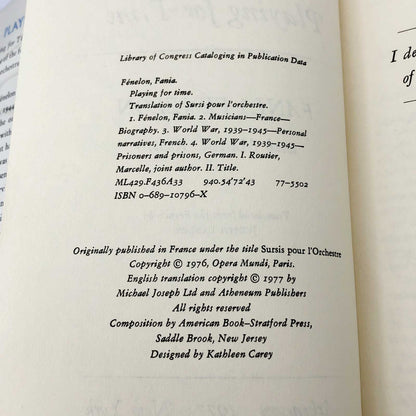 PLAY
Library of Congress Cataloging in Publication Data
Fénelon, Fania.
Playing for time.
Translation of Sursi pour l'orchestre.
1. Fénelon, Fania. 2. Musicians—France—
Biography. 3. World War, 1939–1945—Personal
narratives, French. 4. World War, 1939–1945—
Prisoners and prisons, German. I. Routier,
Marcelle, joint author. II. Title.
ML429.F436A33 940.54'72'43 77-5502
ISBN 0-689-10796-X
Originally published in France under the title Sursis pour l'Orchestre
Copyright © 1976, Opera Mundi, Paris.
English translation copyright © 1977 by
Michael Joseph Ltd and Atheneum Publishers
All rights reserved
Composition by American Book–Stratford Press,
Saddle Brook, New Jersey
Designed by Kathleen Carey
I de
of